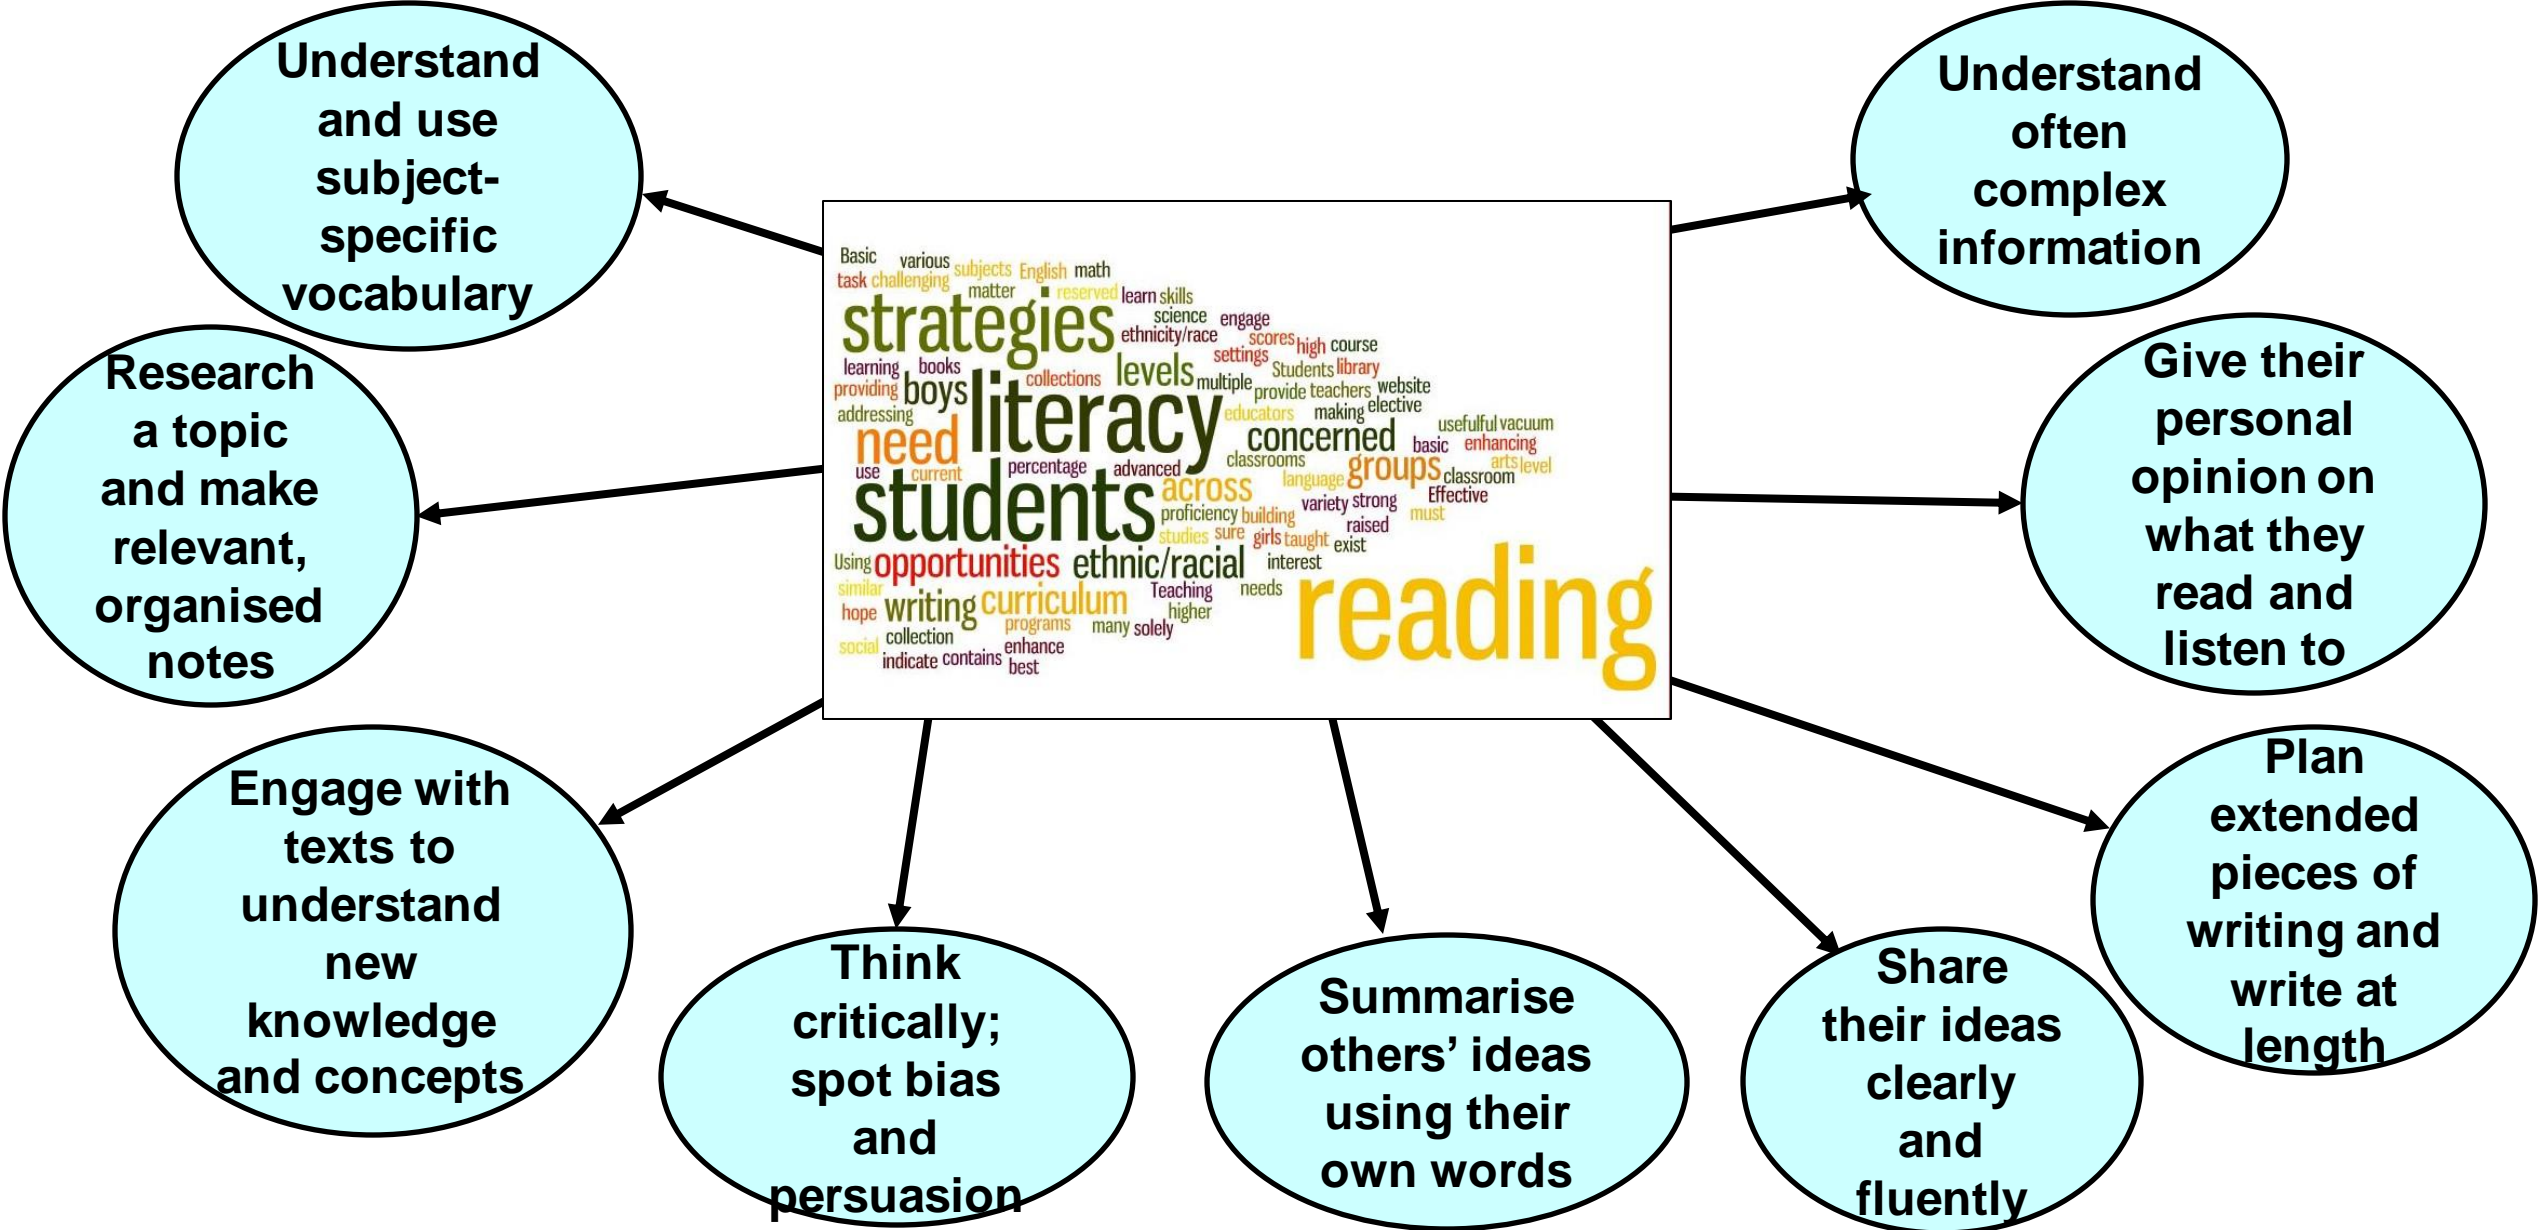 Understand
and use
subject-
specific
vocabulary
Understand
often
complex
information
Research
a topic
and make
relevant,
organised
notes
Basic various subjects English math
task challenging matter reserved learn skills
strategies science engage
ethnicity/race scores high course
settings
learning books collections levels multiple Students library
providing boys literacy provide teachers website
addressing educators making elective
need concerned usefulful vacuum
basic enhancing
use current percentage advanced classrooms groups arts level
students across language classroom
variety strong Effective
proficiency building raised must
studies sure girls taught exist
Using opportunities ethnic/racial interest
similar writing curriculum Teaching needs reading
hope programs many solely higher
social collection enhance
indicate contains best
Give their
personal
opinion on
what they
read and
listen to
Engage with
texts to
understand
new
knowledge
and concepts
Think
critically;
spot bias
and
persuasion
Summarise
others’ ideas
using their
own words
Share
their ideas
clearly
and
fluently
Plan
extended
pieces of
writing and
write at
length